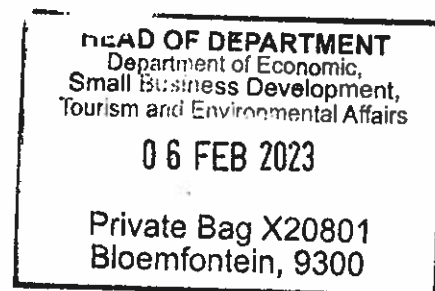 HEAD OF DEPARTMENT
Department of Economic,
Small Business Development,
Tourism and Environmental Affairs
06 FEB 2023
Private Bag X20801
Bloemfontein, 9300